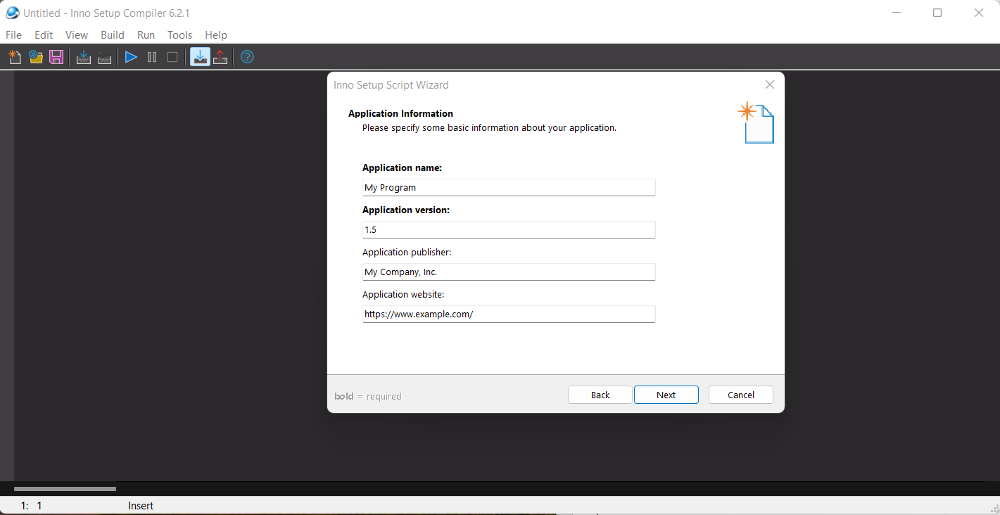 Untitled - Inno Setup Compiler 6.2.1
File Edit View Build Run Tools Help
Inno Setup Script Wizard
Application Information
Please specify some basic information about your application.
Application name:
My Program
Application version:
1.5
Application publisher:
My Company, Inc.
Application website:
https://www.example.com/
bold = required
Back Next Cancel
1: 1 Insert